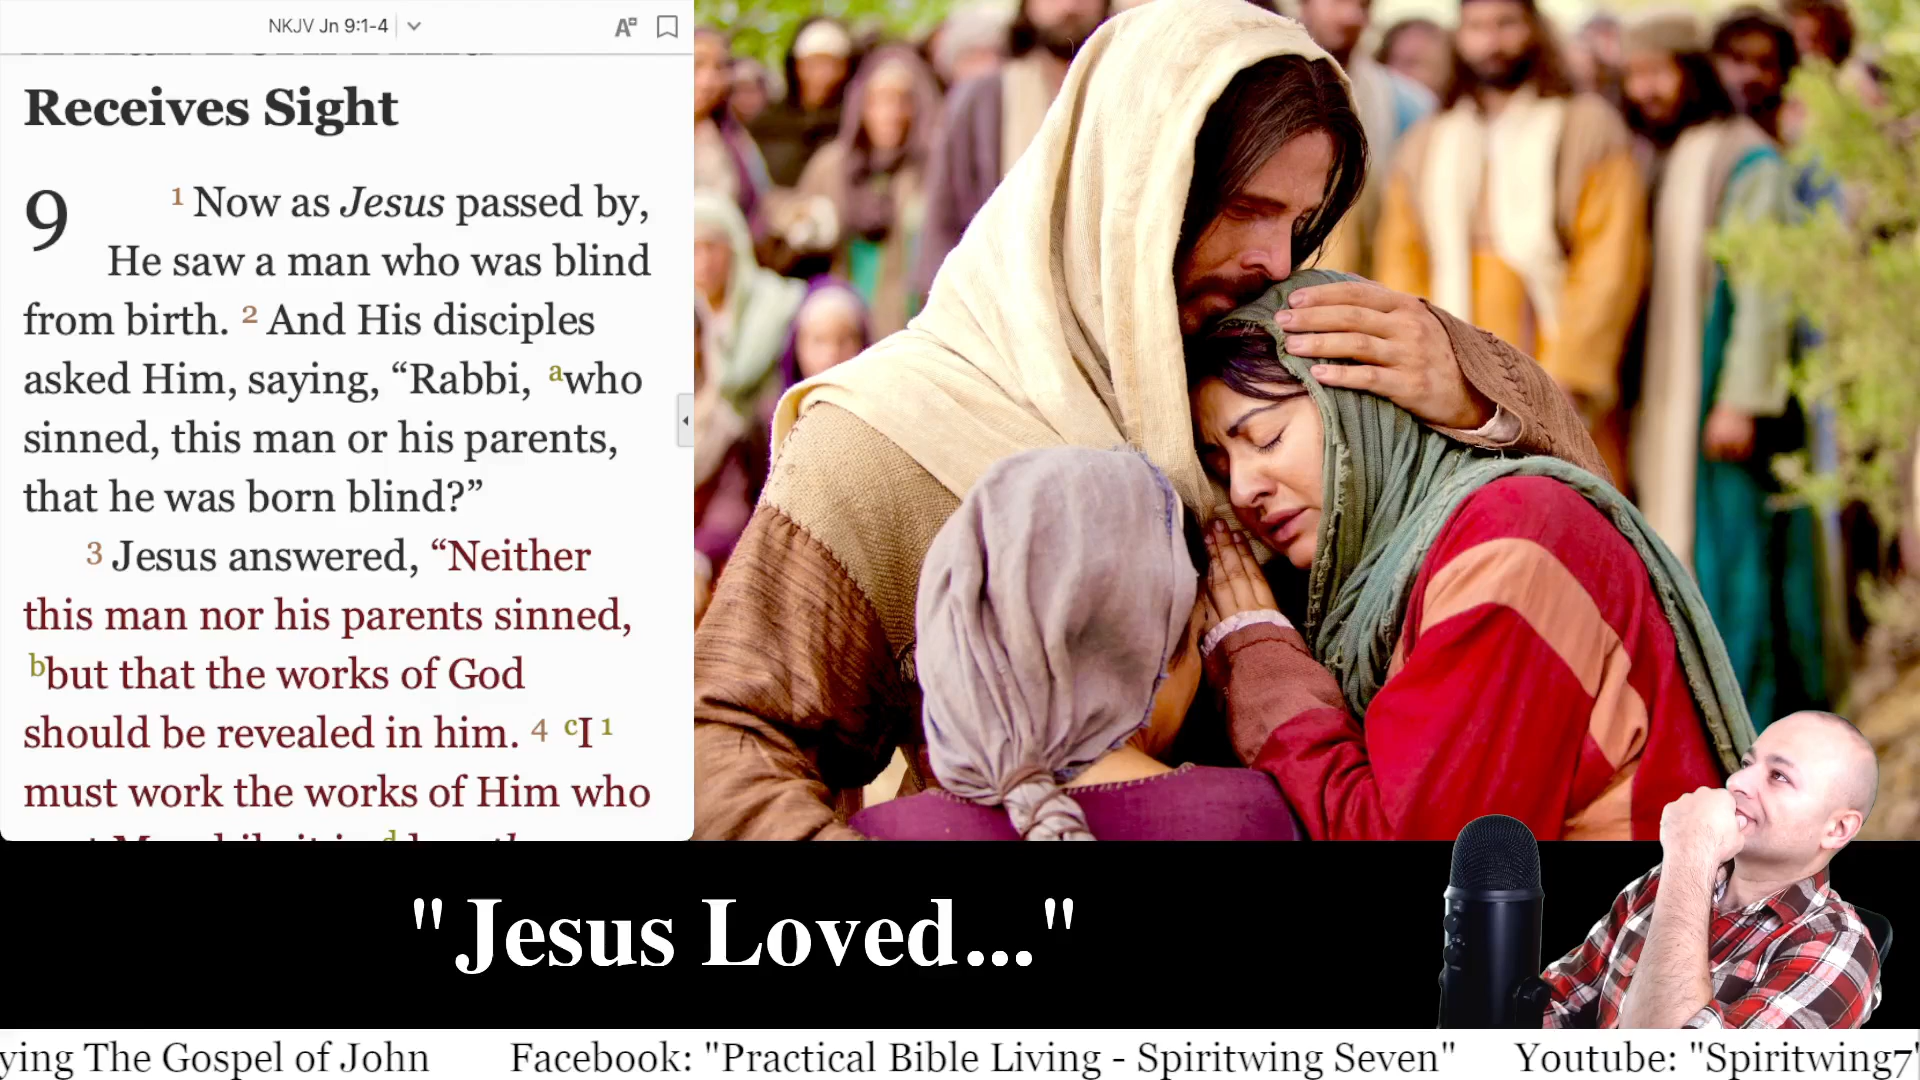 NKJV Jn 9:1-4
Receives Sight
9 1 Now as Jesus passed by,
He saw a man who was blind
from birth. 2 And His disciples
asked Him, saying, “Rabbi, a who
sinned, this man or his parents,
that he was born blind?”
3 Jesus answered, “Neither
this man nor his parents sinned,
b but that the works of God
should be revealed in him. 4 c I 1
must work the works of Him who
"Jesus Loved..."
ying The Gospel of John Facebook: "Practical Bible Living - Spiritwing Seven" Youtube: "Spiritwing7"